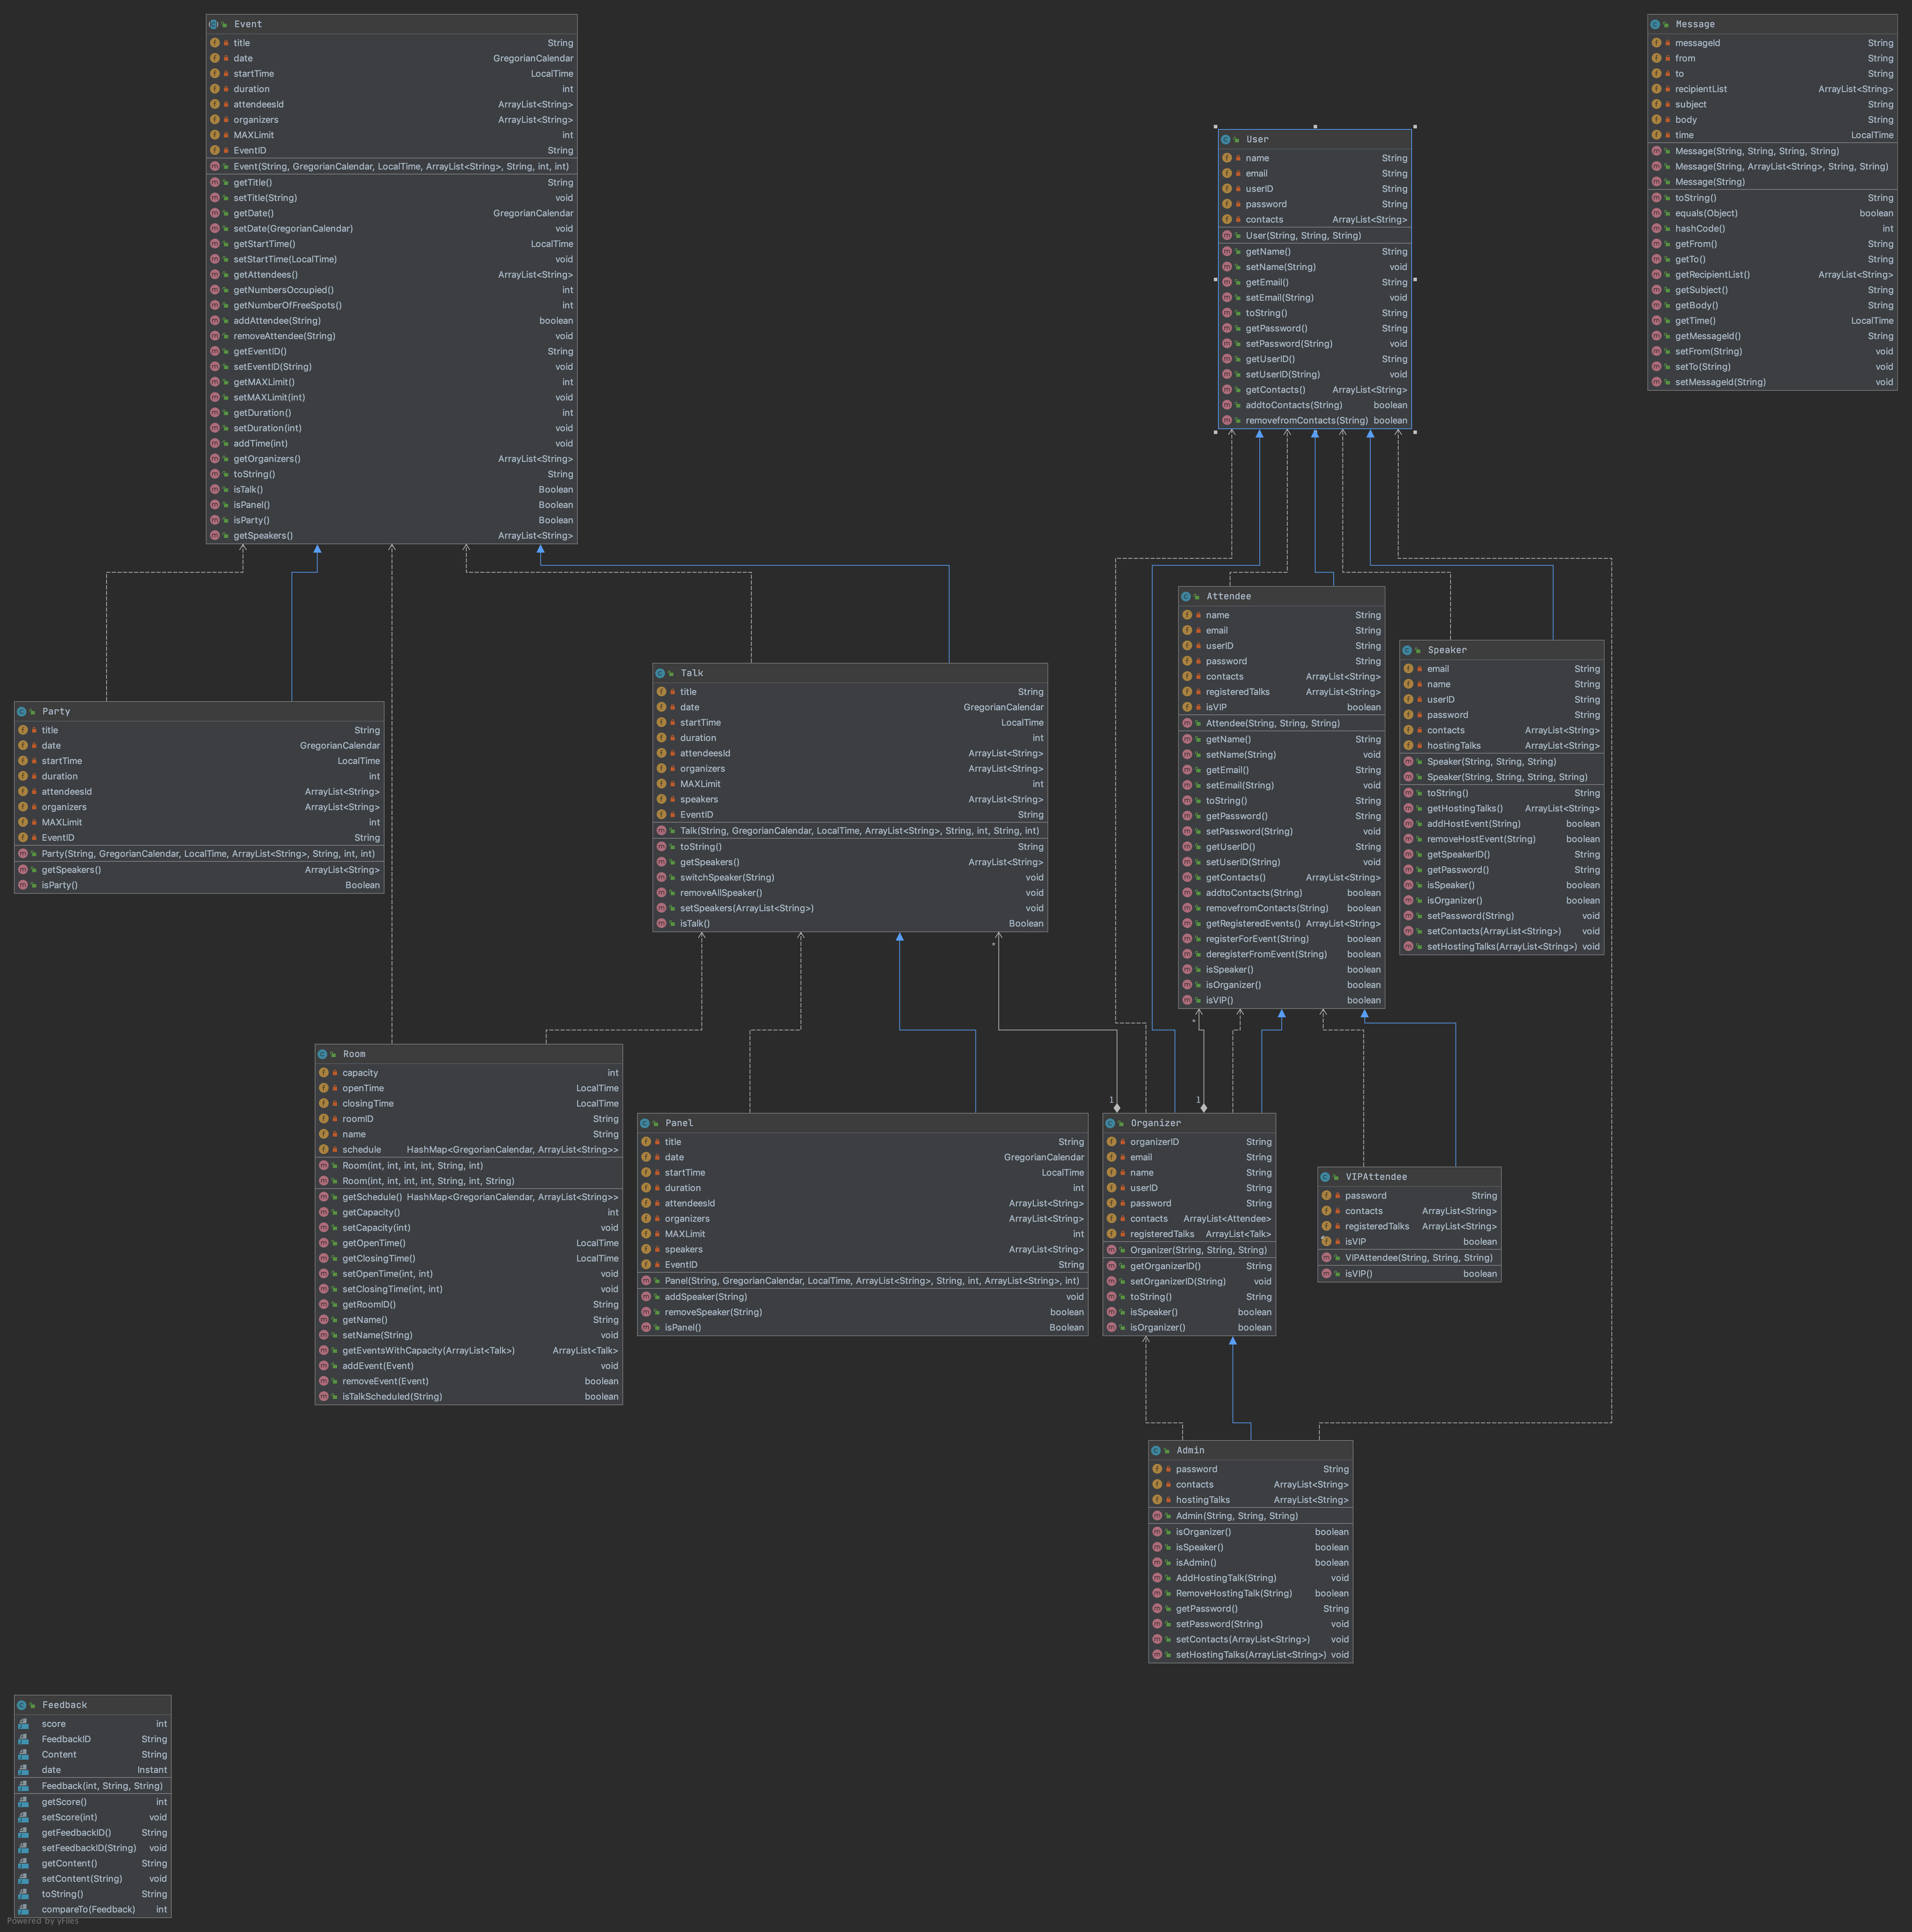 Event
title String
date GregorianCalendar
startTime LocalTime
duration int
attendeesId ArrayList<String>
organizers ArrayList<String>
MAXLimit int
EventID String
Event(String, GregorianCalendar, LocalTime, ArrayList<String>, String, int, int)
getTitle() String
setTitle(String) void
getDate() GregorianCalendar
setDate(GregorianCalendar) void
getStartTime() LocalTime
setStartTime(LocalTime) void
getAttendees() ArrayList<String>
getNumbersOccupied() int
getNumberOfFreeSpots() int
addAttendee(String) boolean
removeAttendee(String) void
getEventID() String
setEventID(String) void
getMAXLimit() int
setMAXLimit(int) void
getDuration() int
setDuration(int) void
addTime(int) void
getOrganizers() ArrayList<String>
toString() String
isTalk() Boolean
isPanel() Boolean
isParty() Boolean
getSpeakers() ArrayList<String>
Message
messageId String
from String
to String
recipientList ArrayList<String>
subject String
body String
time LocalTime
Message(String, String, String, String)
Message(String, ArrayList<String>, String, String)
Message(String)
toString() String
equals(Object) boolean
hashCode() int
getFrom() String
getTo() String
getRecipientList() ArrayList<String>
getSubject() String
getBody() String
getTime() LocalTime
getMessageId() String
setFrom(String) void
setTo(String) void
setMessageId(String) void
User
name String
email String
userID String
password String
contacts ArrayList<String>
User(String, String, String)
getName() String
setName(String) void
getEmail() String
setEmail(String) void
toString() String
getPassword() String
setPassword(String) void
getUserID() String
setUserID(String) void
getContacts() ArrayList<String>
addtoContacts(String) boolean
removefromContacts(String) boolean
Attendee
name String
email String
userID String
password String
contacts ArrayList<String>
registeredTalks ArrayList<String>
isVIP boolean
Attendee(String, String, String)
getName() String
setName(String) void
getEmail() String
setEmail(String) void
toString() String
getPassword() String
setPassword(String) void
getUserID() String
setUserID(String) void
getContacts() ArrayList<String>
addtoContacts(String) boolean
removefromContacts(String) boolean
getRegisteredEvents() ArrayList<String>
registerForEvent(String) boolean
deregisterFromEvent(String) boolean
isSpeaker() boolean
isOrganizer() boolean
isVIP() boolean
Speaker
email String
name String
userID String
password String
contacts ArrayList<String>
hostingTalks ArrayList<String>
Speaker(String, String, String)
Speaker(String, String, String, String)
toString() String
getHostingTalks() ArrayList<String>
addHostEvent(String) boolean
removeHostEvent(String) boolean
getSpeakerID() String
getPassword() String
isSpeaker() boolean
isOrganizer() boolean
setPassword(String) void
setContacts(ArrayList<String>) void
setHostingTalks(ArrayList<String>) void
Talk
title String
date GregorianCalendar
startTime LocalTime
duration int
attendeesId ArrayList<String>
organizers ArrayList<String>
MAXLimit int
speakers ArrayList<String>
EventID String
Talk(String, GregorianCalendar, LocalTime, ArrayList<String>, String, int, String, int)
toString() String
getSpeakers() ArrayList<String>
switchSpeaker(String) void
removeAllSpeaker() void
setSpeakers(ArrayList<String>) void
isTalk() Boolean
Party
title String
date GregorianCalendar
startTime LocalTime
duration int
attendeesId ArrayList<String>
organizers ArrayList<String>
MAXLimit int
EventID String
Party(String, GregorianCalendar, LocalTime, ArrayList<String>, String, int, int)
getSpeakers() ArrayList<String>
isParty() Boolean
*
*
1
1
Room
capacity int
openTime LocalTime
closingTime LocalTime
roomID String
name String
schedule HashMap<GregorianCalendar, ArrayList<String>>
Room(int, int, int, int, String, int)
Room(int, int, int, int, String, int, String)
getSchedule() HashMap<GregorianCalendar, ArrayList<String>>
getCapacity() int
setCapacity(int) void
getOpenTime() LocalTime
getClosingTime() LocalTime
setOpenTime(int, int) void
setClosingTime(int, int) void
getRoomID() String
getName() String
setName(String) void
getEventsWithCapacity(ArrayList<Talk>) ArrayList<Talk>
addEvent(Event) void
removeEvent(Event) boolean
isTalkScheduled(String) boolean
Panel
title String
date GregorianCalendar
startTime LocalTime
duration int
attendeesId ArrayList<String>
organizers ArrayList<String>
MAXLimit int
speakers ArrayList<String>
EventID String
Panel(String, GregorianCalendar, LocalTime, ArrayList<String>, String, int, ArrayList<String>, int)
addSpeaker(String) void
removeSpeaker(String) boolean
isPanel() Boolean
Organizer
organizerID String
email String
name String
userID String
password String
contacts ArrayList<Attendee>
registeredTalks ArrayList<Talk>
Organizer(String, String, String)
getOrganizerID() String
setOrganizerID(String) void
toString() String
isSpeaker() boolean
isOrganizer() boolean
VIPAttendee
password String
contacts ArrayList<String>
registeredTalks ArrayList<String>
isVIP boolean
VIPAttendee(String, String, String)
isVIP() boolean
Admin
password String
contacts ArrayList<String>
hostingTalks ArrayList<String>
Admin(String, String, String)
isOrganizer() boolean
isSpeaker() boolean
isAdmin() boolean
AddHostingTalk(String) void
RemoveHostingTalk(String) boolean
getPassword() String
setPassword(String) void
setContacts(ArrayList<String>) void
setHostingTalks(ArrayList<String>) void
Feedback
score int
FeedbackID String
Content String
date Instant
Feedback(int, String, String)
getScore() int
setScore(int) void
getFeedbackID() String
setFeedbackID(String) void
getContent() String
setContent(String) void
toString() String
compareTo(Feedback) int
Powered by yFiles